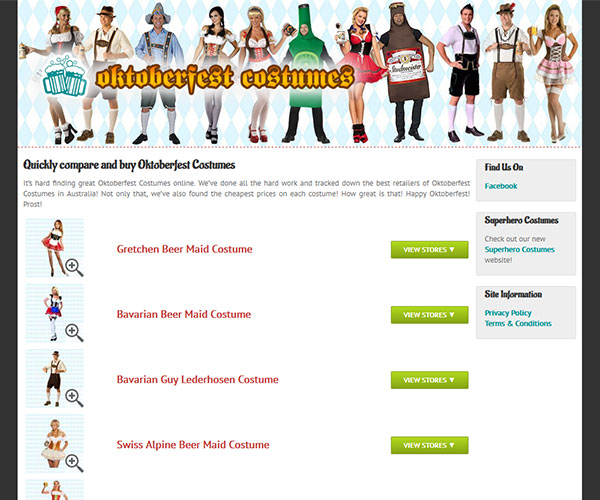 oktoberfest costumes
Quickly compare and buy Oktoberfest Costumes
It's hard finding great Oktoberfest Costumes online. We've done all the hard work and tracked down the best retailers of Oktoberfest
Costumes in Australia! Not only that, we've also found the cheapest prices on each costume! How great is that! Happy Oktoberfest!
Prost!
Gretchen Beer Maid Costume
VIEW STORES ▼
Bavarian Beer Maid Costume
VIEW STORES ▼
Bavarian Guy Lederhosen Costume
VIEW STORES ▼
Swiss Alpine Beer Maid Costume
VIEW STORES ▼
Find Us On
Facebook
Superhero Costumes
Check out our new
Superhero Costumes
website!
Site Information
Privacy Policy
Terms & Conditions